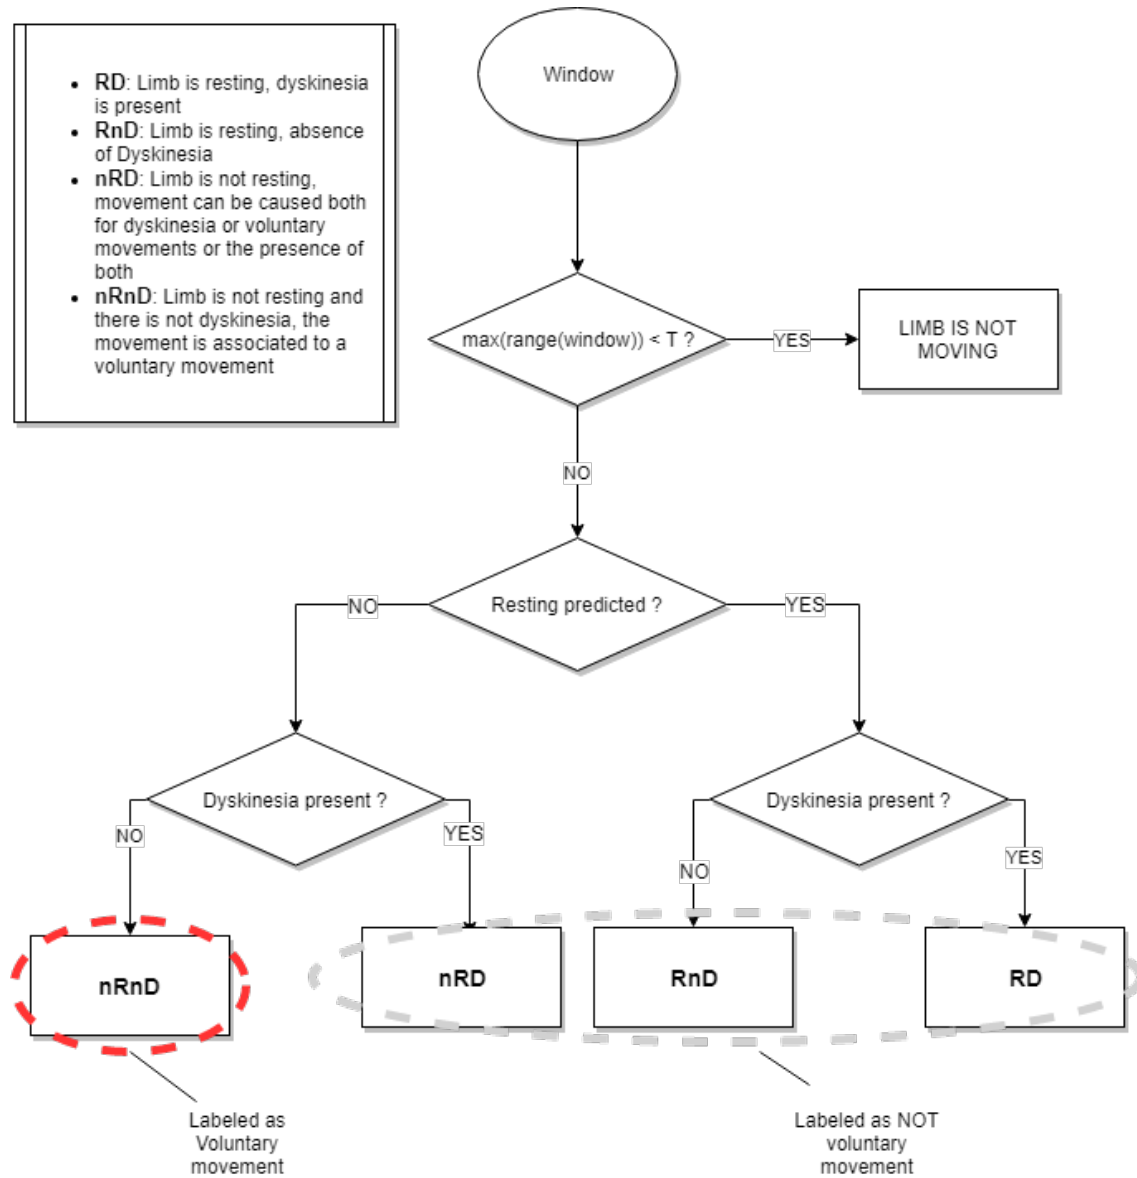 Window
• RD: Limb is resting, dyskinesia
is present
• RnD: Limb is resting, absence
of Dyskinesia
• nRD: Limb is not resting,
movement can be caused both
for dyskinesia or voluntary
movements or the presence of
both
• nRnD: Limb is not resting and
there is not dyskinesia, the
movement is associated to a
voluntary movement
max(range(window)) < T ?
YES
LIMB IS NOT
MOVING
NO
Resting predicted ?
NO
YES
Dyskinesia present ?
NO
YES
Dyskinesia present ?
NO
YES
nRnD
nRD
RnD
RD
Labeled as
Voluntary
movement
Labeled as NOT
voluntary
movement